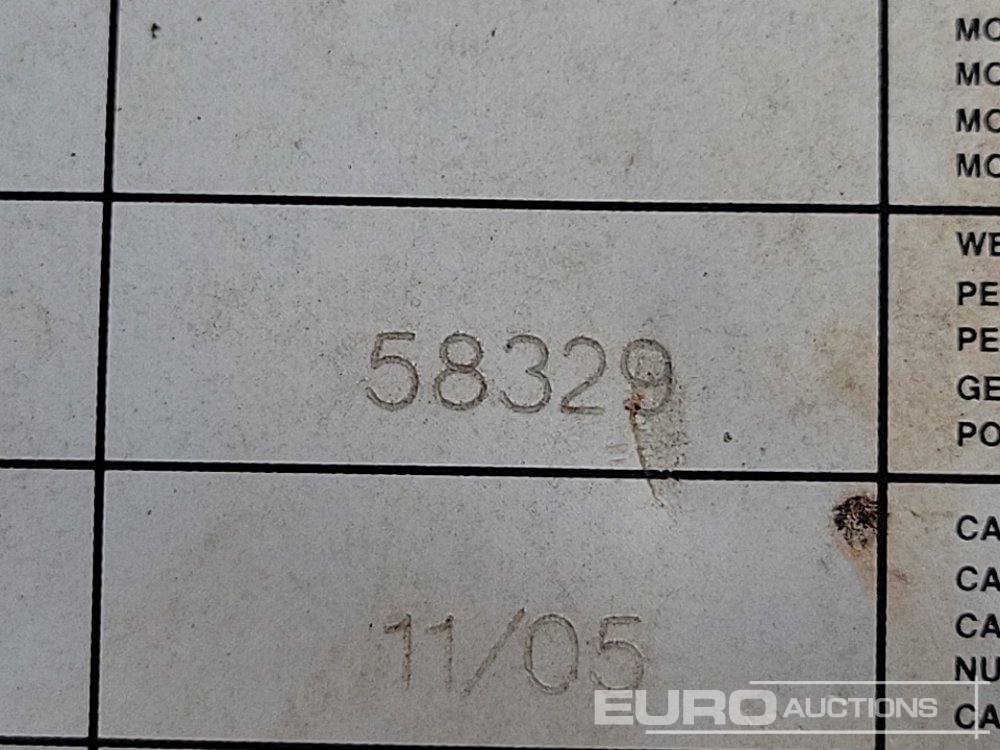 MO
MO
MO
MO
WE
PE
58329
PE
GE
PO
CA
CA
11/05
CA
NU
CA
EURO AUCTIONS